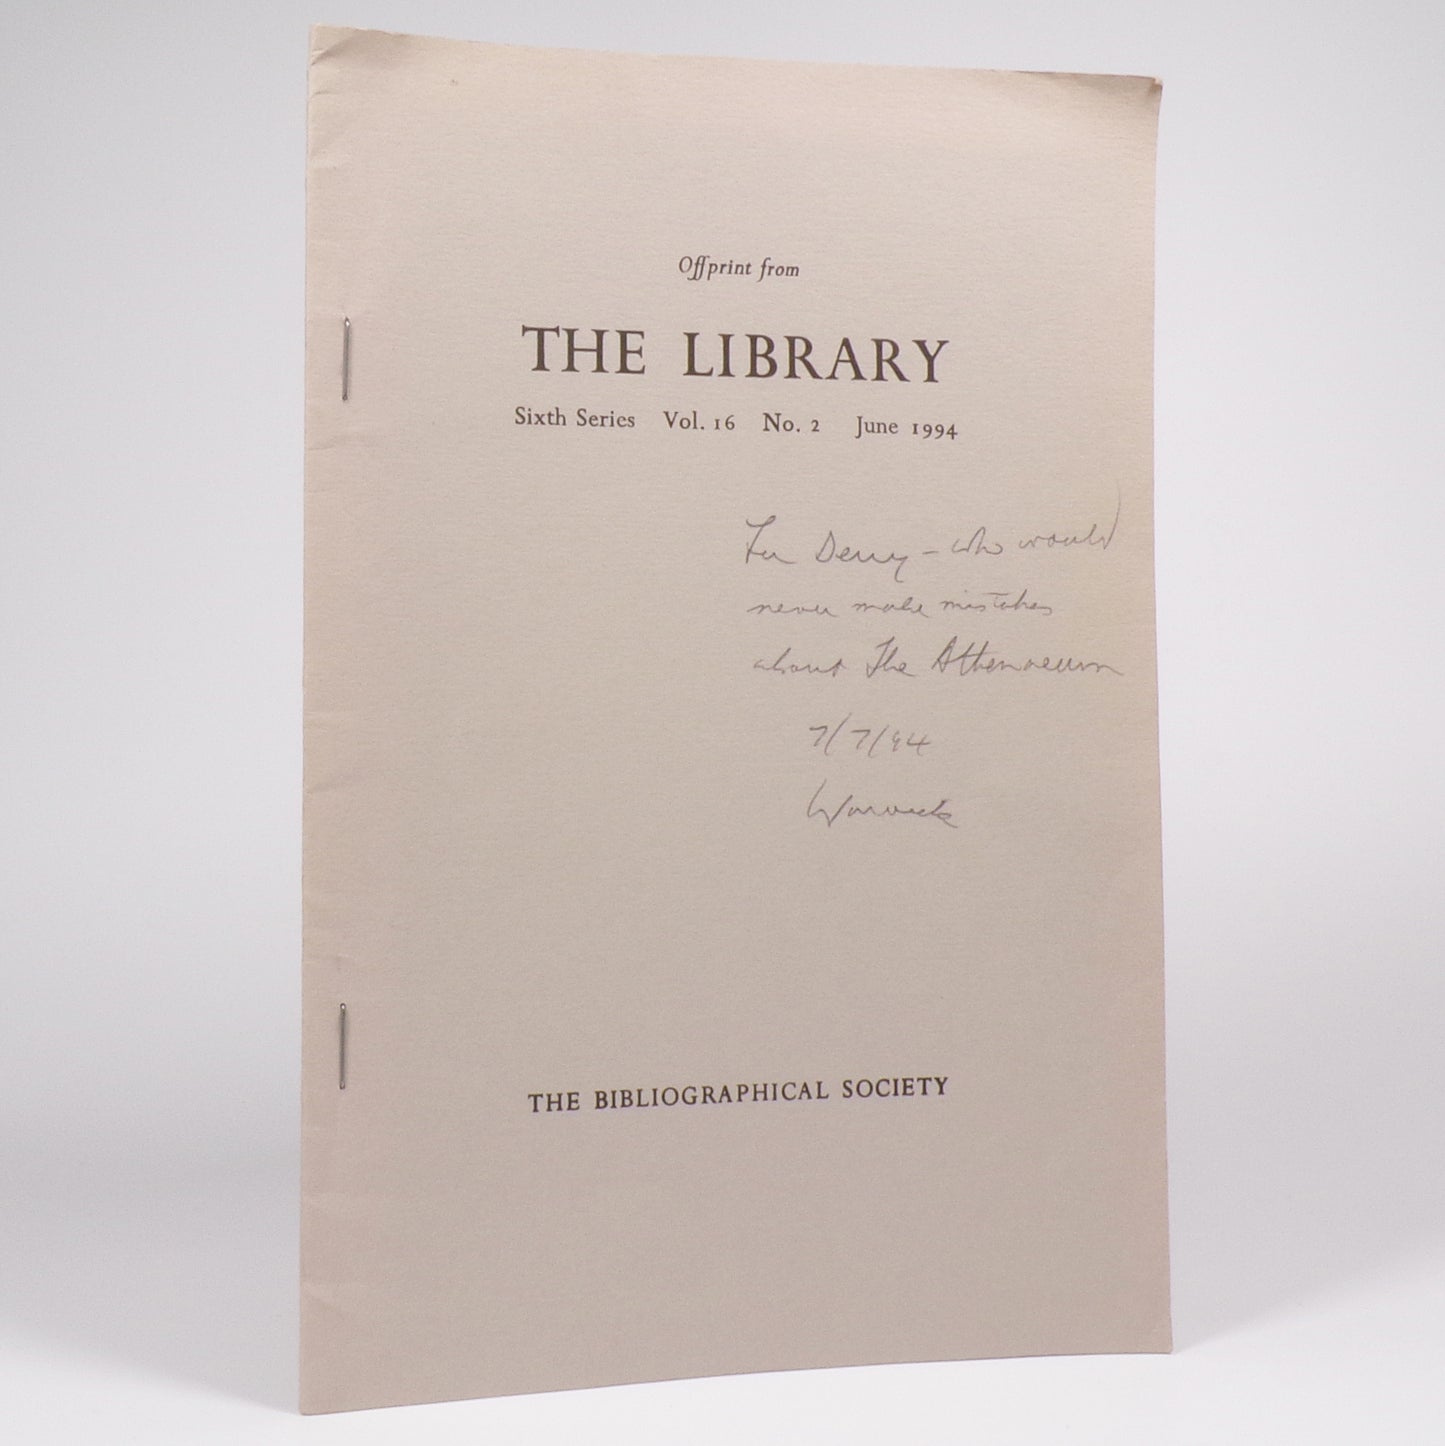 Offprint from
THE LIBRARY
Sixth Series Vol. 16 No. 2 June 1994
For Derry – who would
never make mistakes
about The Athenaeum
7/7/94
Warwick
THE BIBLIOGRAPHICAL SOCIETY